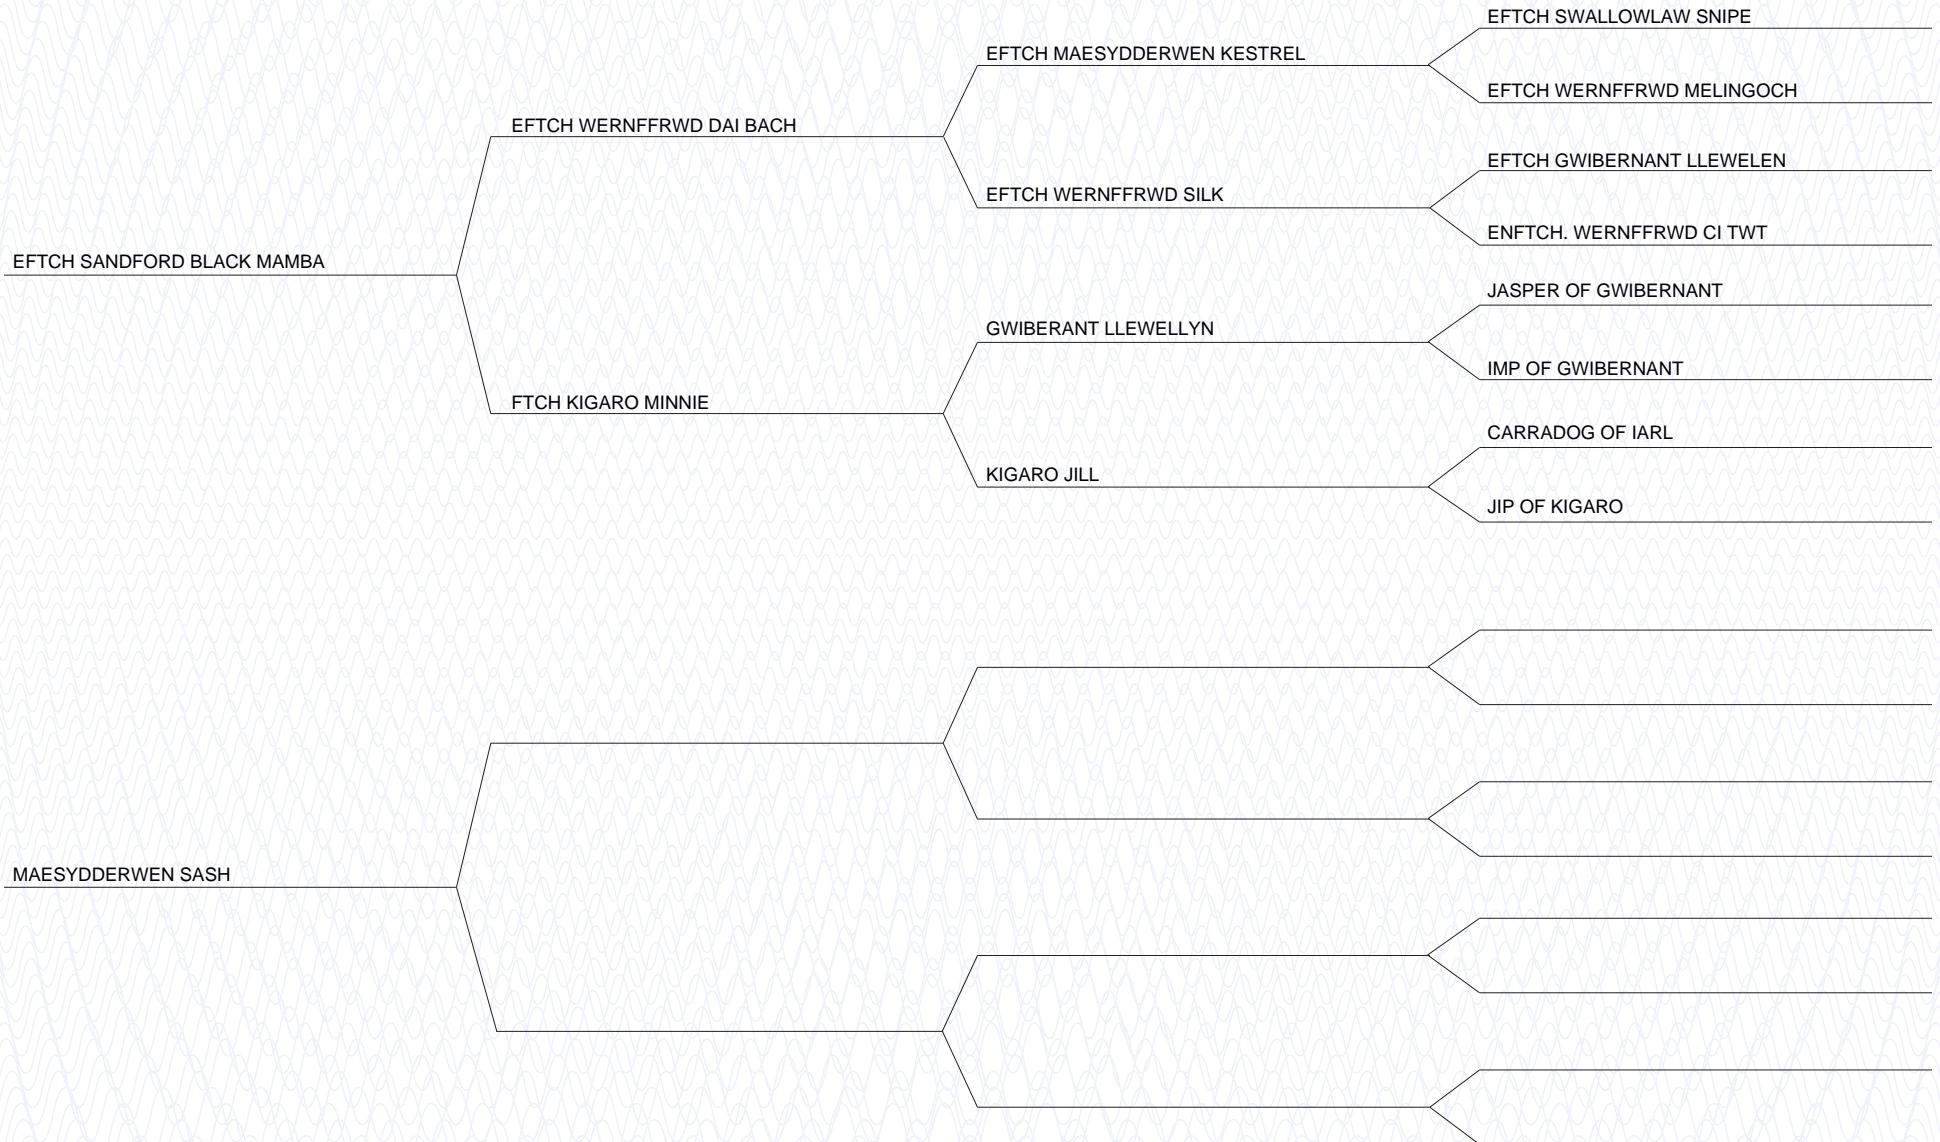 EFTCH SWALLOWLAW SNIPE
EFTCH MAESYDDERWEN KESTREL
EFTCH WERNFFRWD MELINGOCH
EFTCH WERNFFRWD DAI BACH
EFTCH GWIBERNANT LLEWELEN
EFTCH WERNFFRWD SILK
ENFTCH. WERNFFRWD CI TWT
EFTCH SANDFORD BLACK MAMBA
JASPER OF GWIBERNANT
GWIBERANT LLEWELLYN
IMP OF GWIBERNANT
FTCH KIGARO MINNIE
CARRADOG OF IARL
KIGARO JILL
JIP OF KIGARO
MAESYDDERWEN SASH